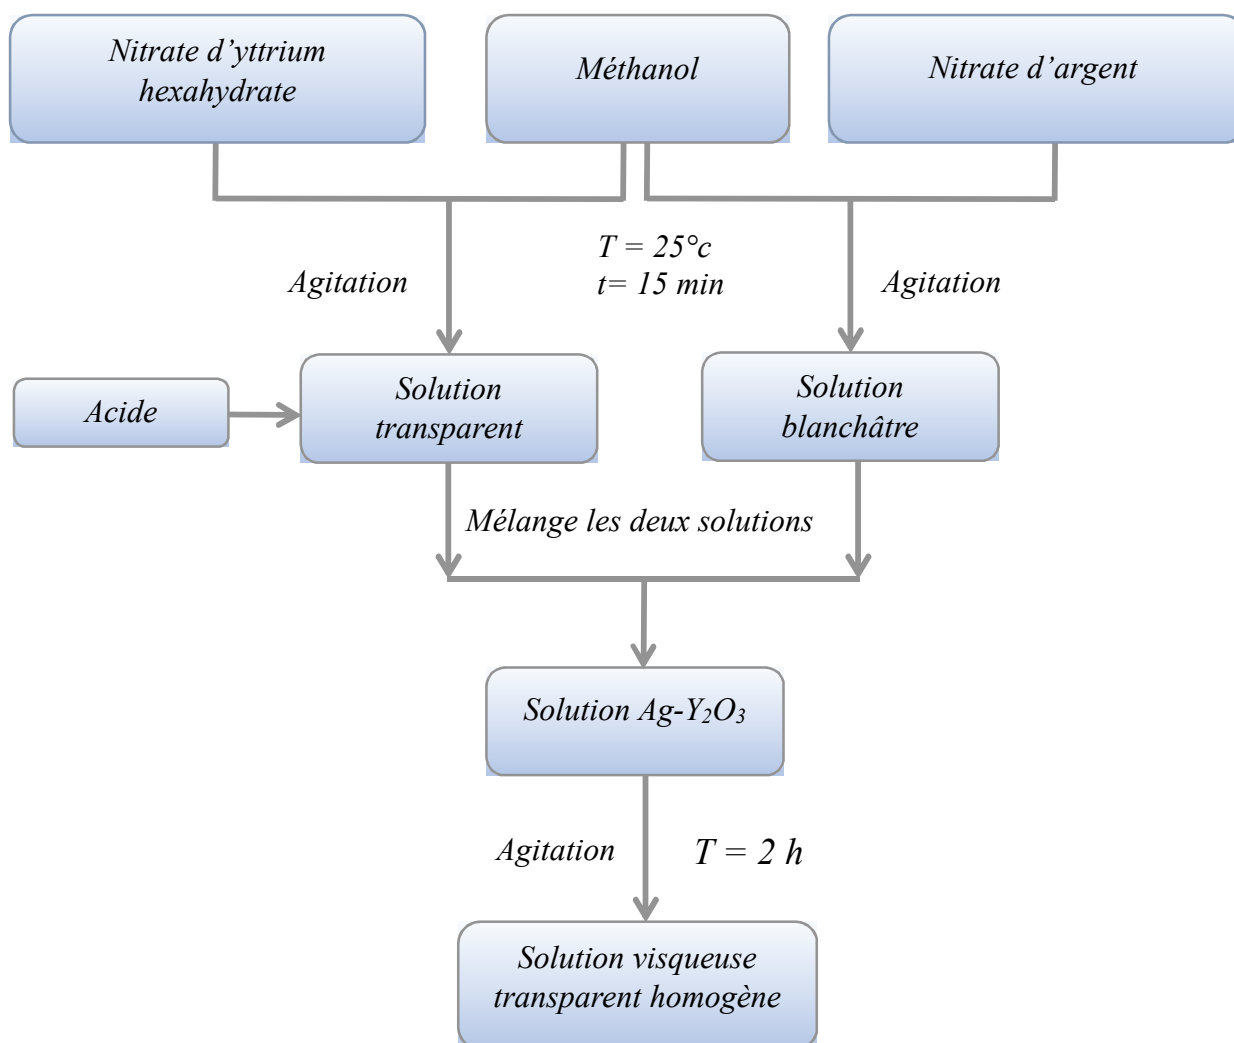 Nitrate d’yttrium
hexahydrate
Méthanol
Nitrate d’argent
T = 25°c
t= 15 min
Agitation
Agitation
Acide
Solution
transparent
Solution
blanchâtre
Mélange les deux solutions
Solution Ag-Y₂O₃
Agitation
T = 2 h
Solution visqueuse
transparent homogène